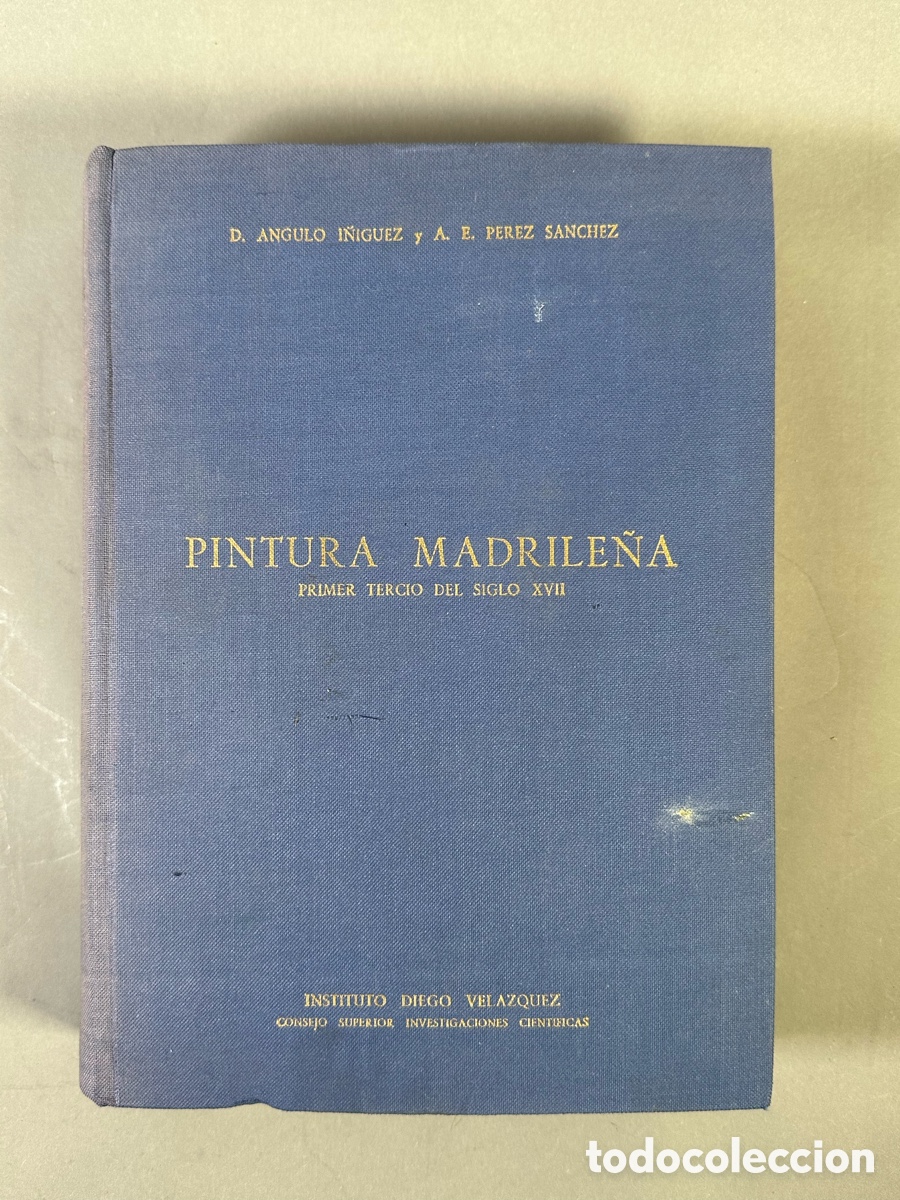 D. ANGULO IÑIGUEZ y A. E. PEREZ SANCHEZ
PINTURA MADRILEÑA
PRIMER TERCIO DEL SIGLO XVII
INSTITUTO DIEGO VELAZQUEZ
CONSEJO SUPERIOR INVESTIGACIONES CIENTIFICAS
todocoleccion